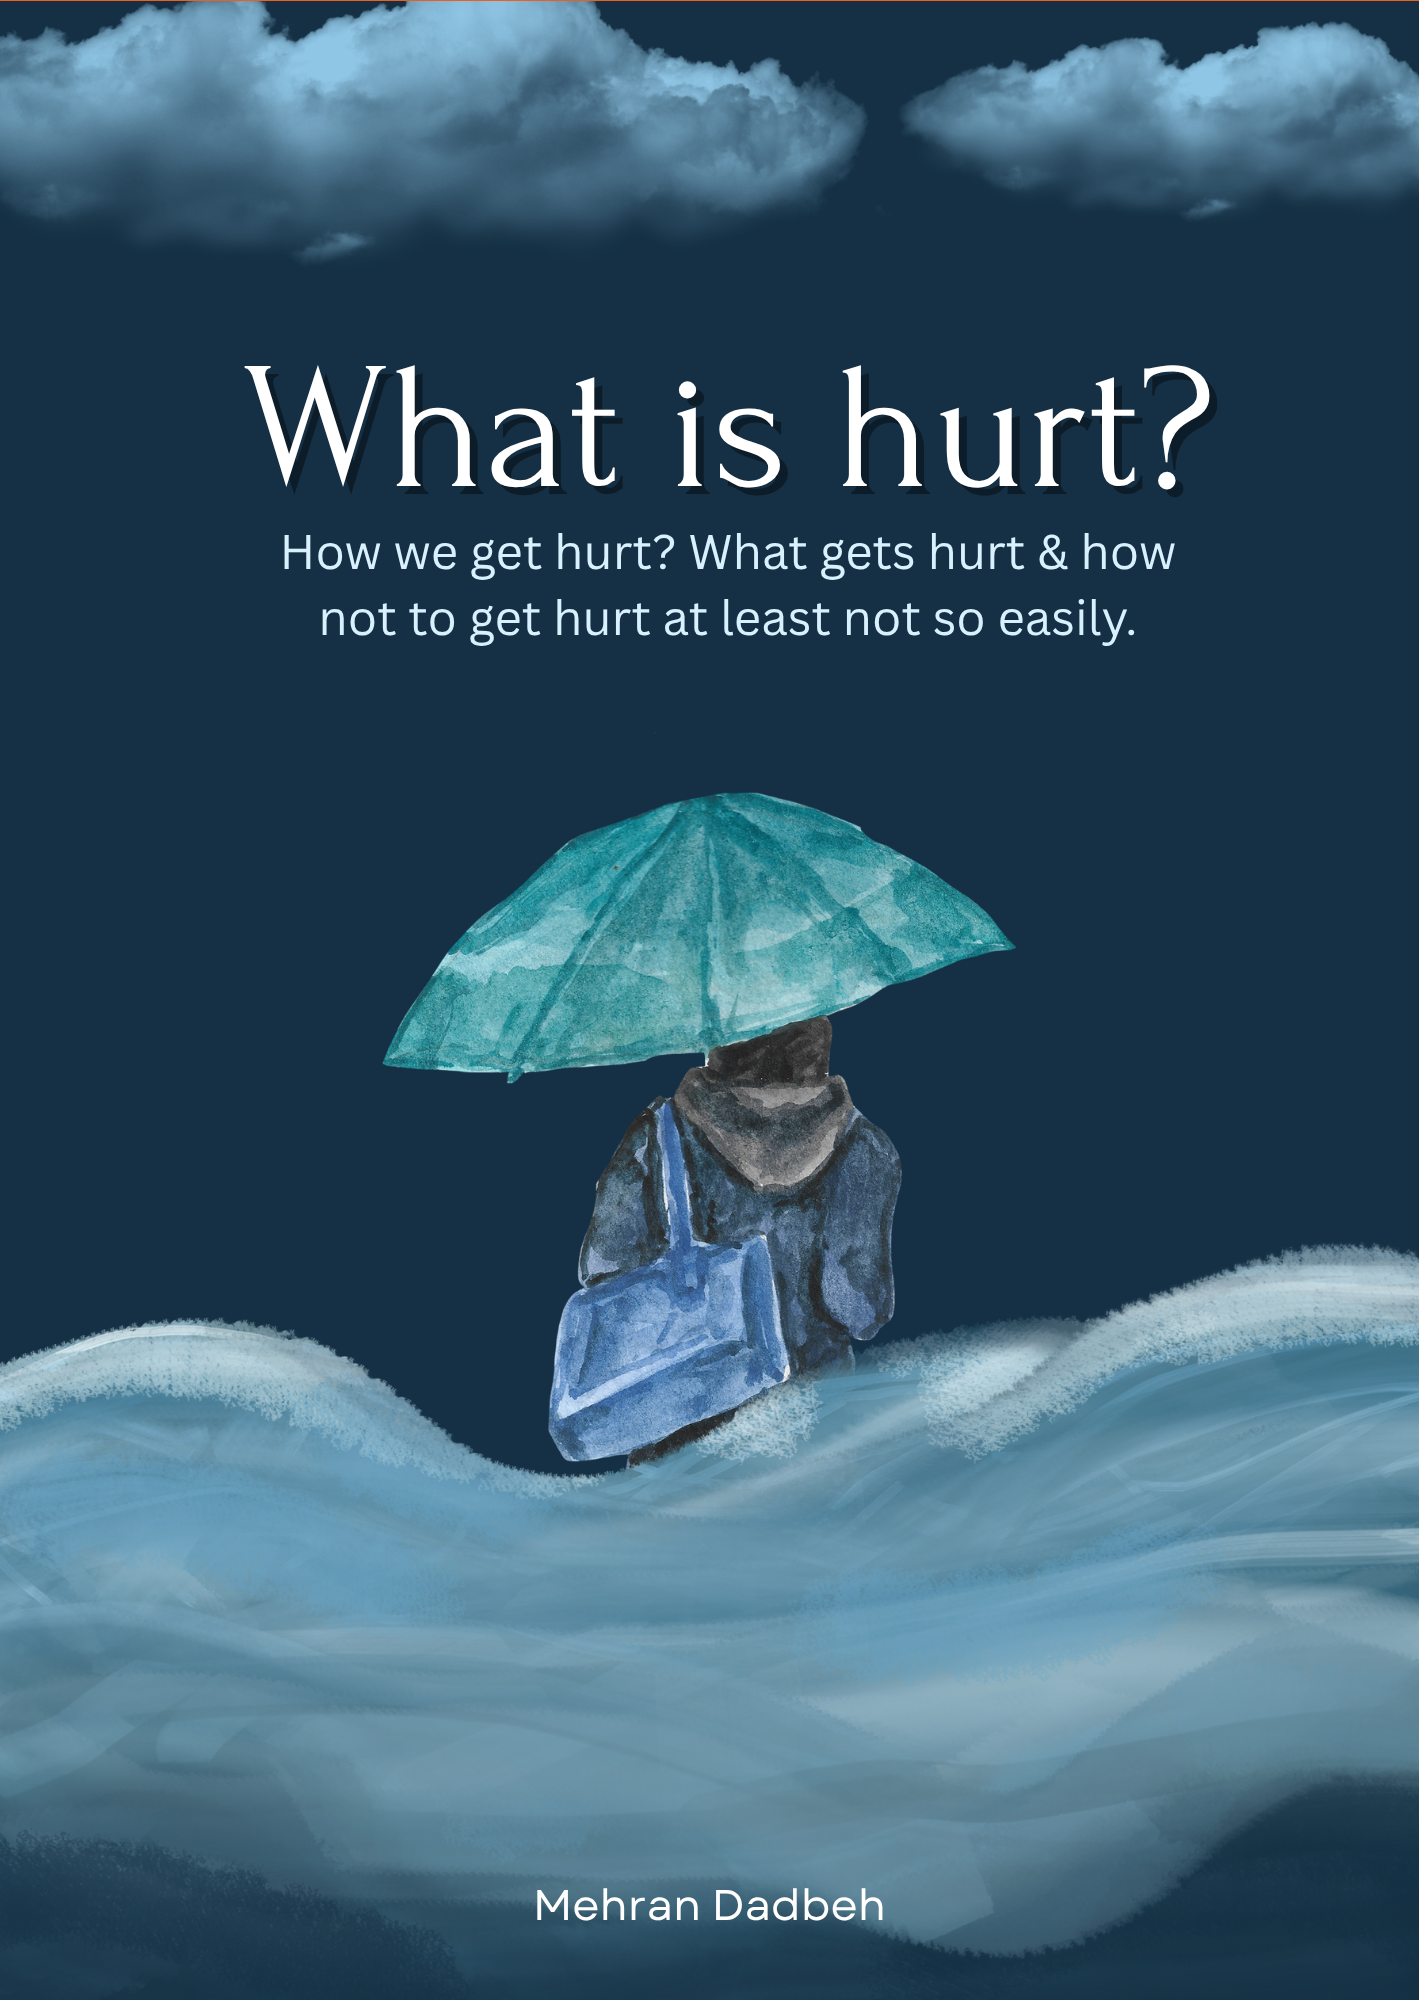 What is hurt?
How we get hurt? What gets hurt & how
not to get hurt at least not so easily.
Mehran Dadbeh